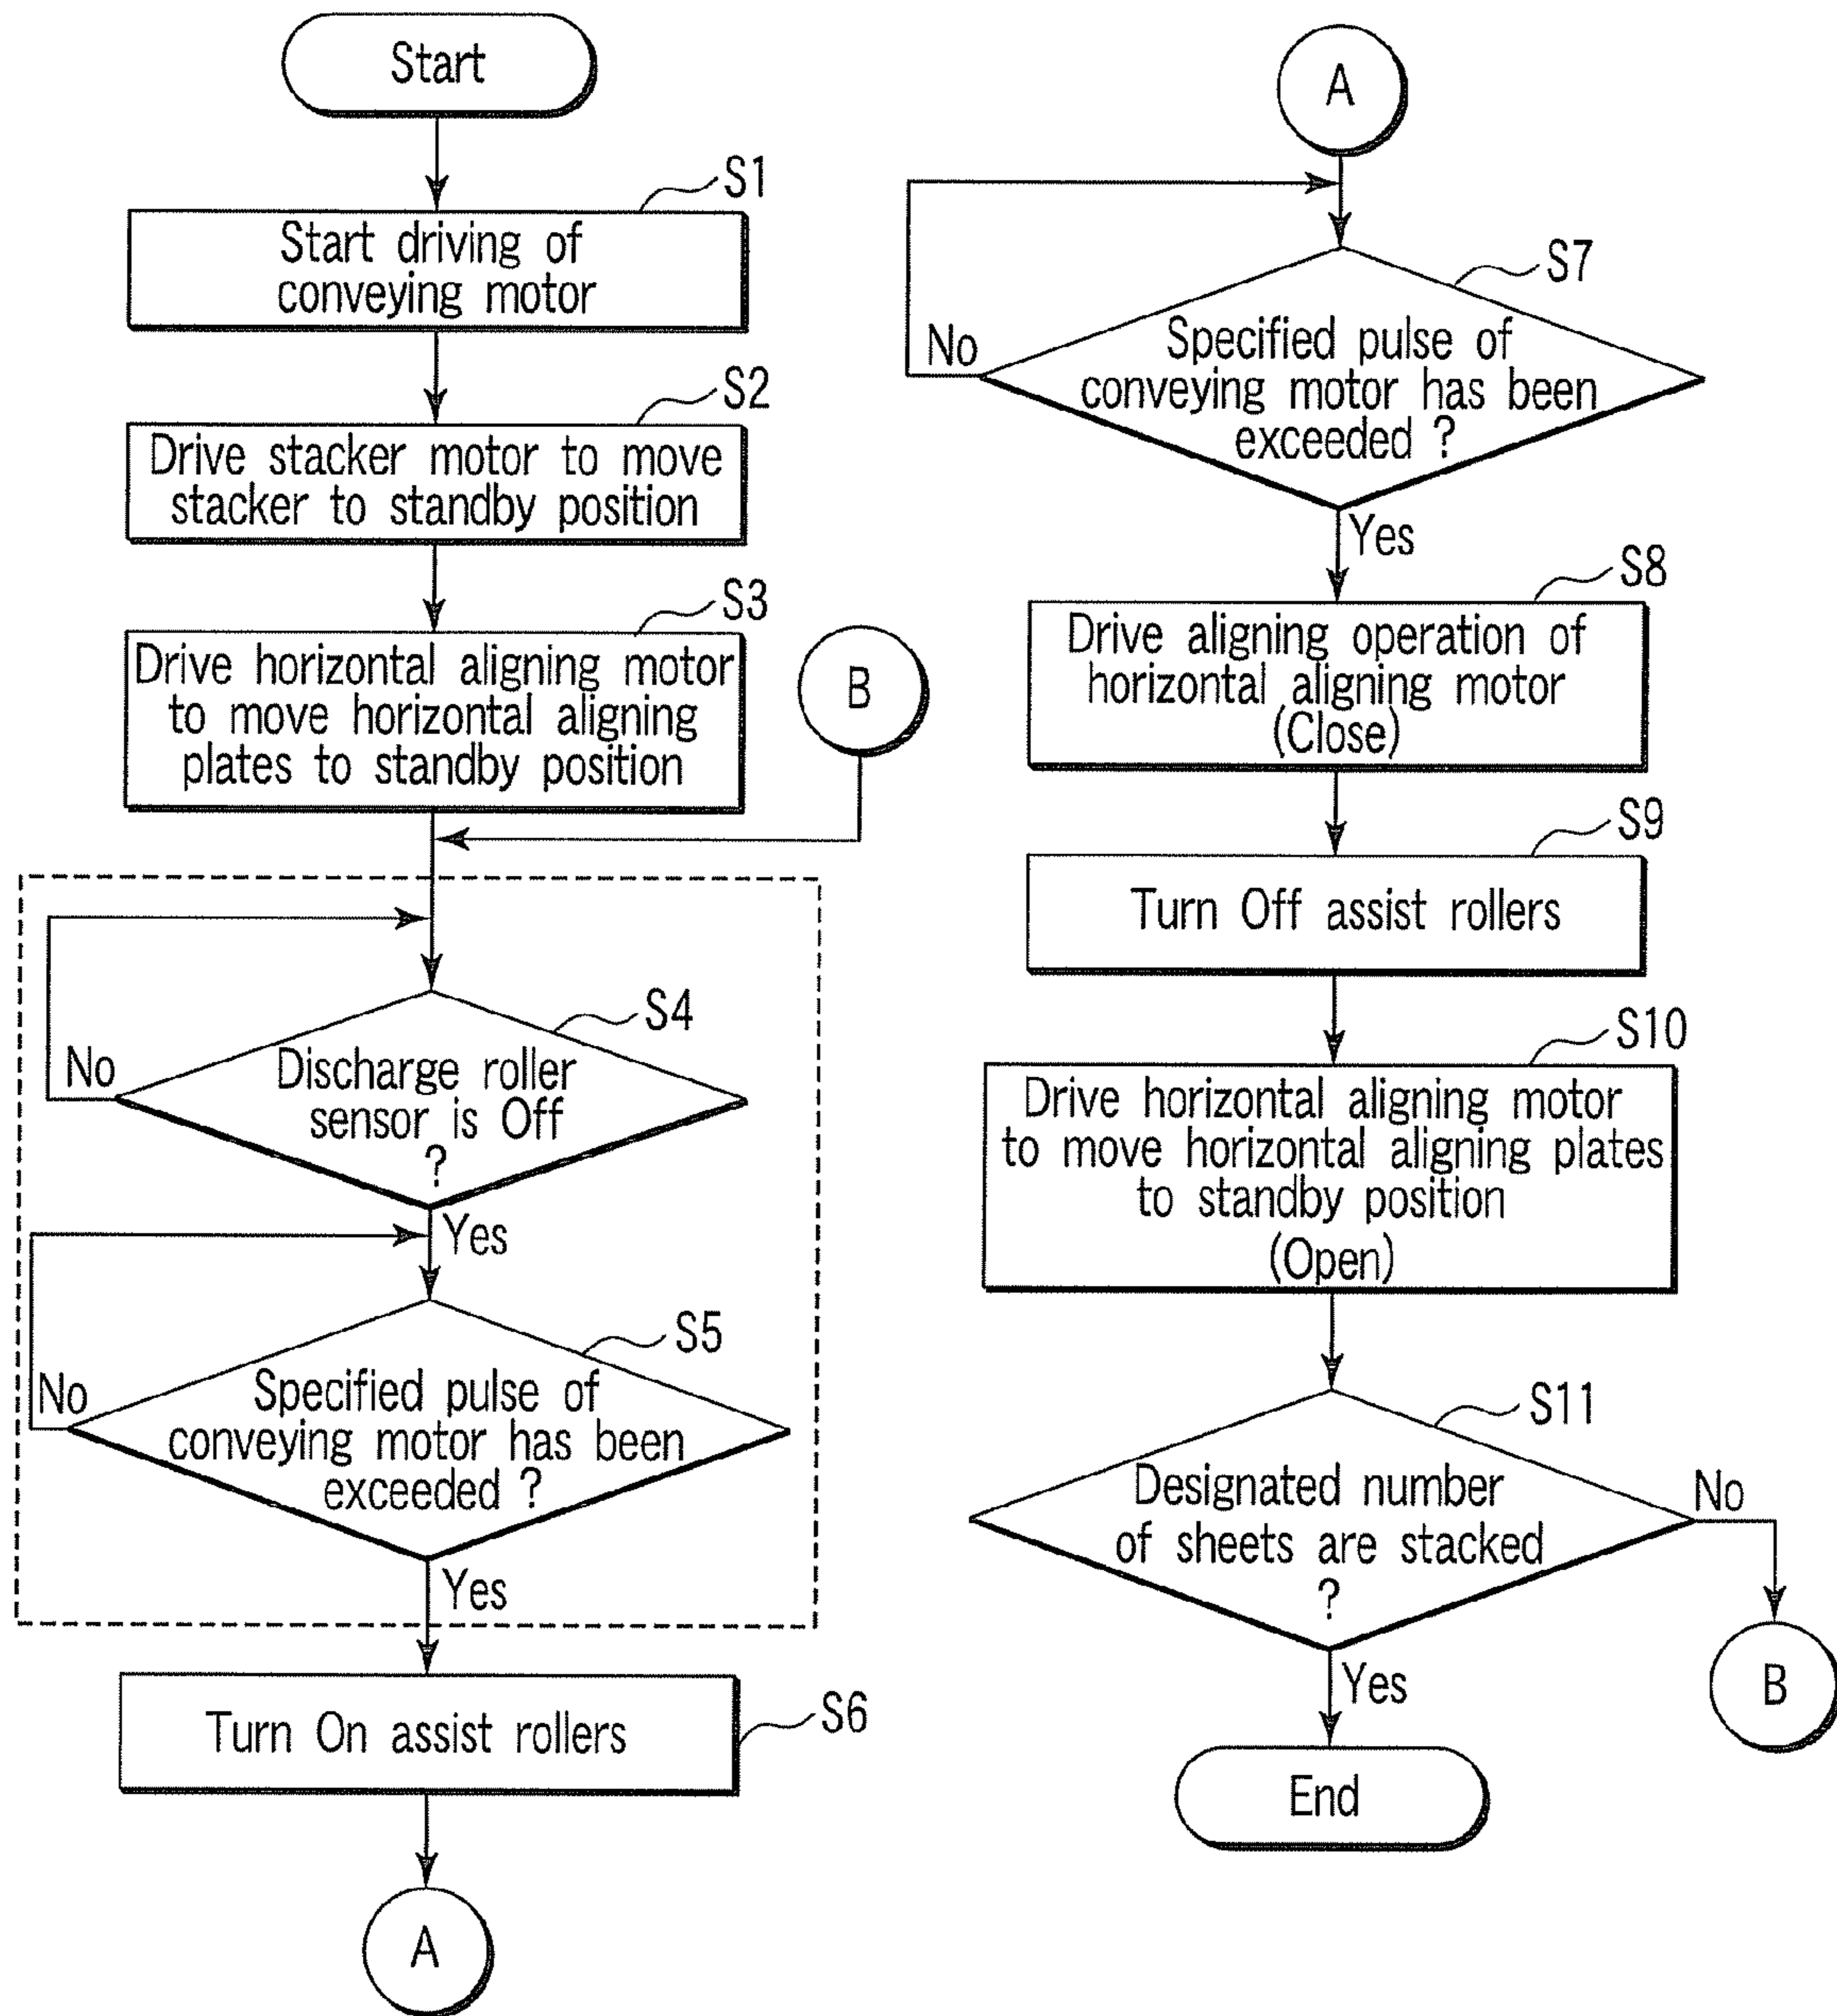 Start
S1
Start driving of
conveying motor
S2
Drive stacker motor to move
stacker to standby position
S3
Drive horizontal aligning motor
to move horizontal aligning
plates to standby position
B
S4
No
Discharge roller
sensor is Off
?
Yes
S5
No
Specified pulse of
conveying motor has been
exceeded ?
Yes
S6
Turn On assist rollers
A
A
S7
No
Specified pulse of
conveying motor has been
exceeded ?
Yes
S8
Drive aligning operation of
horizontal aligning motor
(Close)
S9
Turn Off assist rollers
S10
Drive horizontal aligning motor
to move horizontal aligning plates
to standby position
(Open)
S11
Designated number
of sheets are stacked
?
No
Yes
B
End